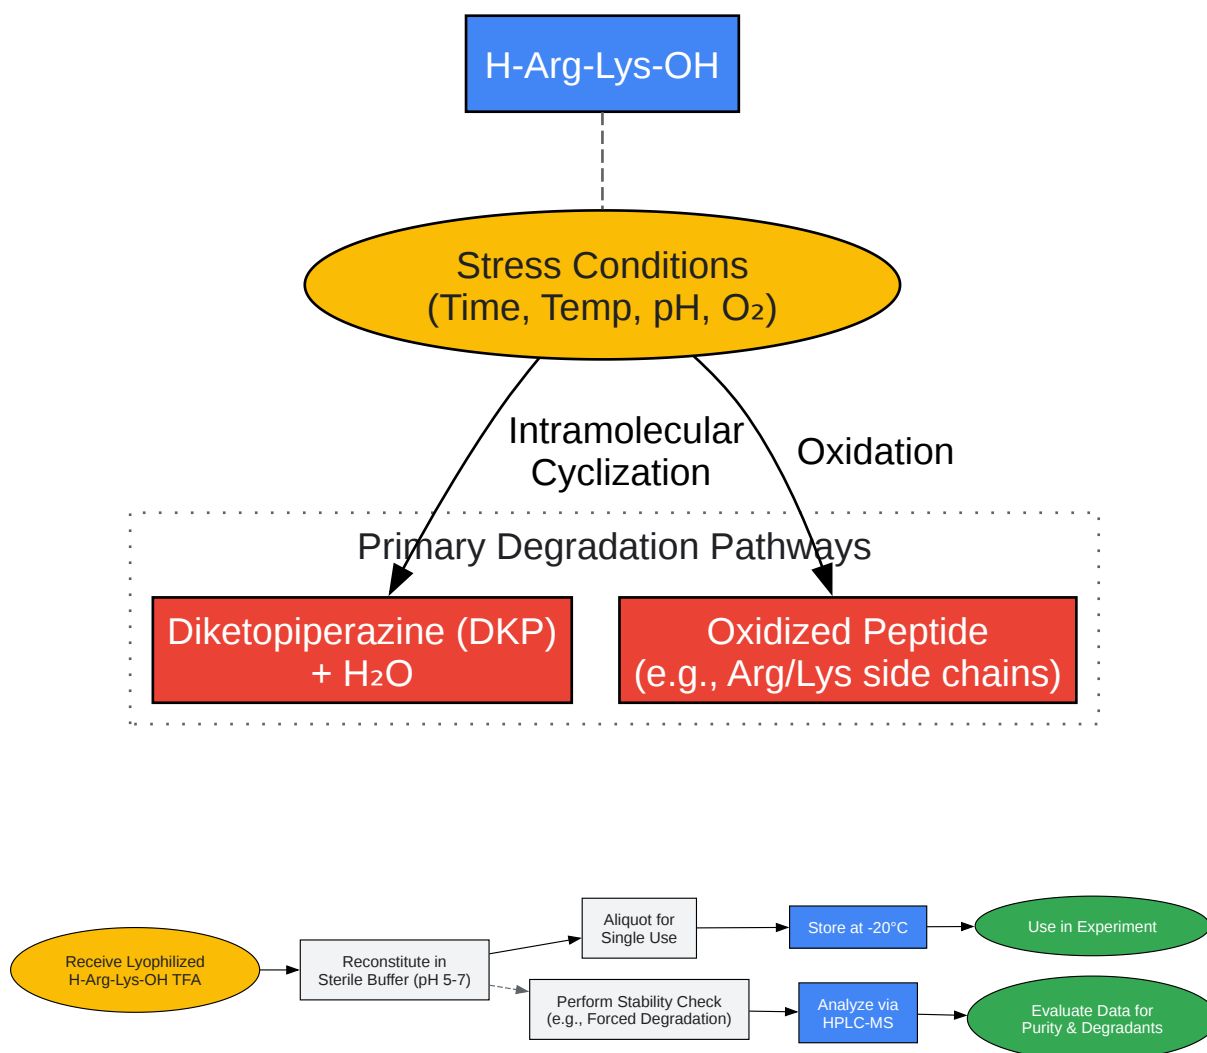 H-Arg-Lys-OH
Stress Conditions
(Time, Temp, pH, O₂)
Intramolecular
Cyclization
Oxidation
Primary Degradation Pathways
Diketopiperazine (DKP)
+ H₂O
Oxidized Peptide
(e.g., Arg/Lys side chains)
Receive Lyophilized
H-Arg-Lys-OH TFA
Reconstitute in
Sterile Buffer (pH 5-7)
Aliquot for
Single Use
Store at -20°C
Use in Experiment
Perform Stability Check
(e.g., Forced Degradation)
Analyze via
HPLC-MS
Evaluate Data for
Purity & Degradants